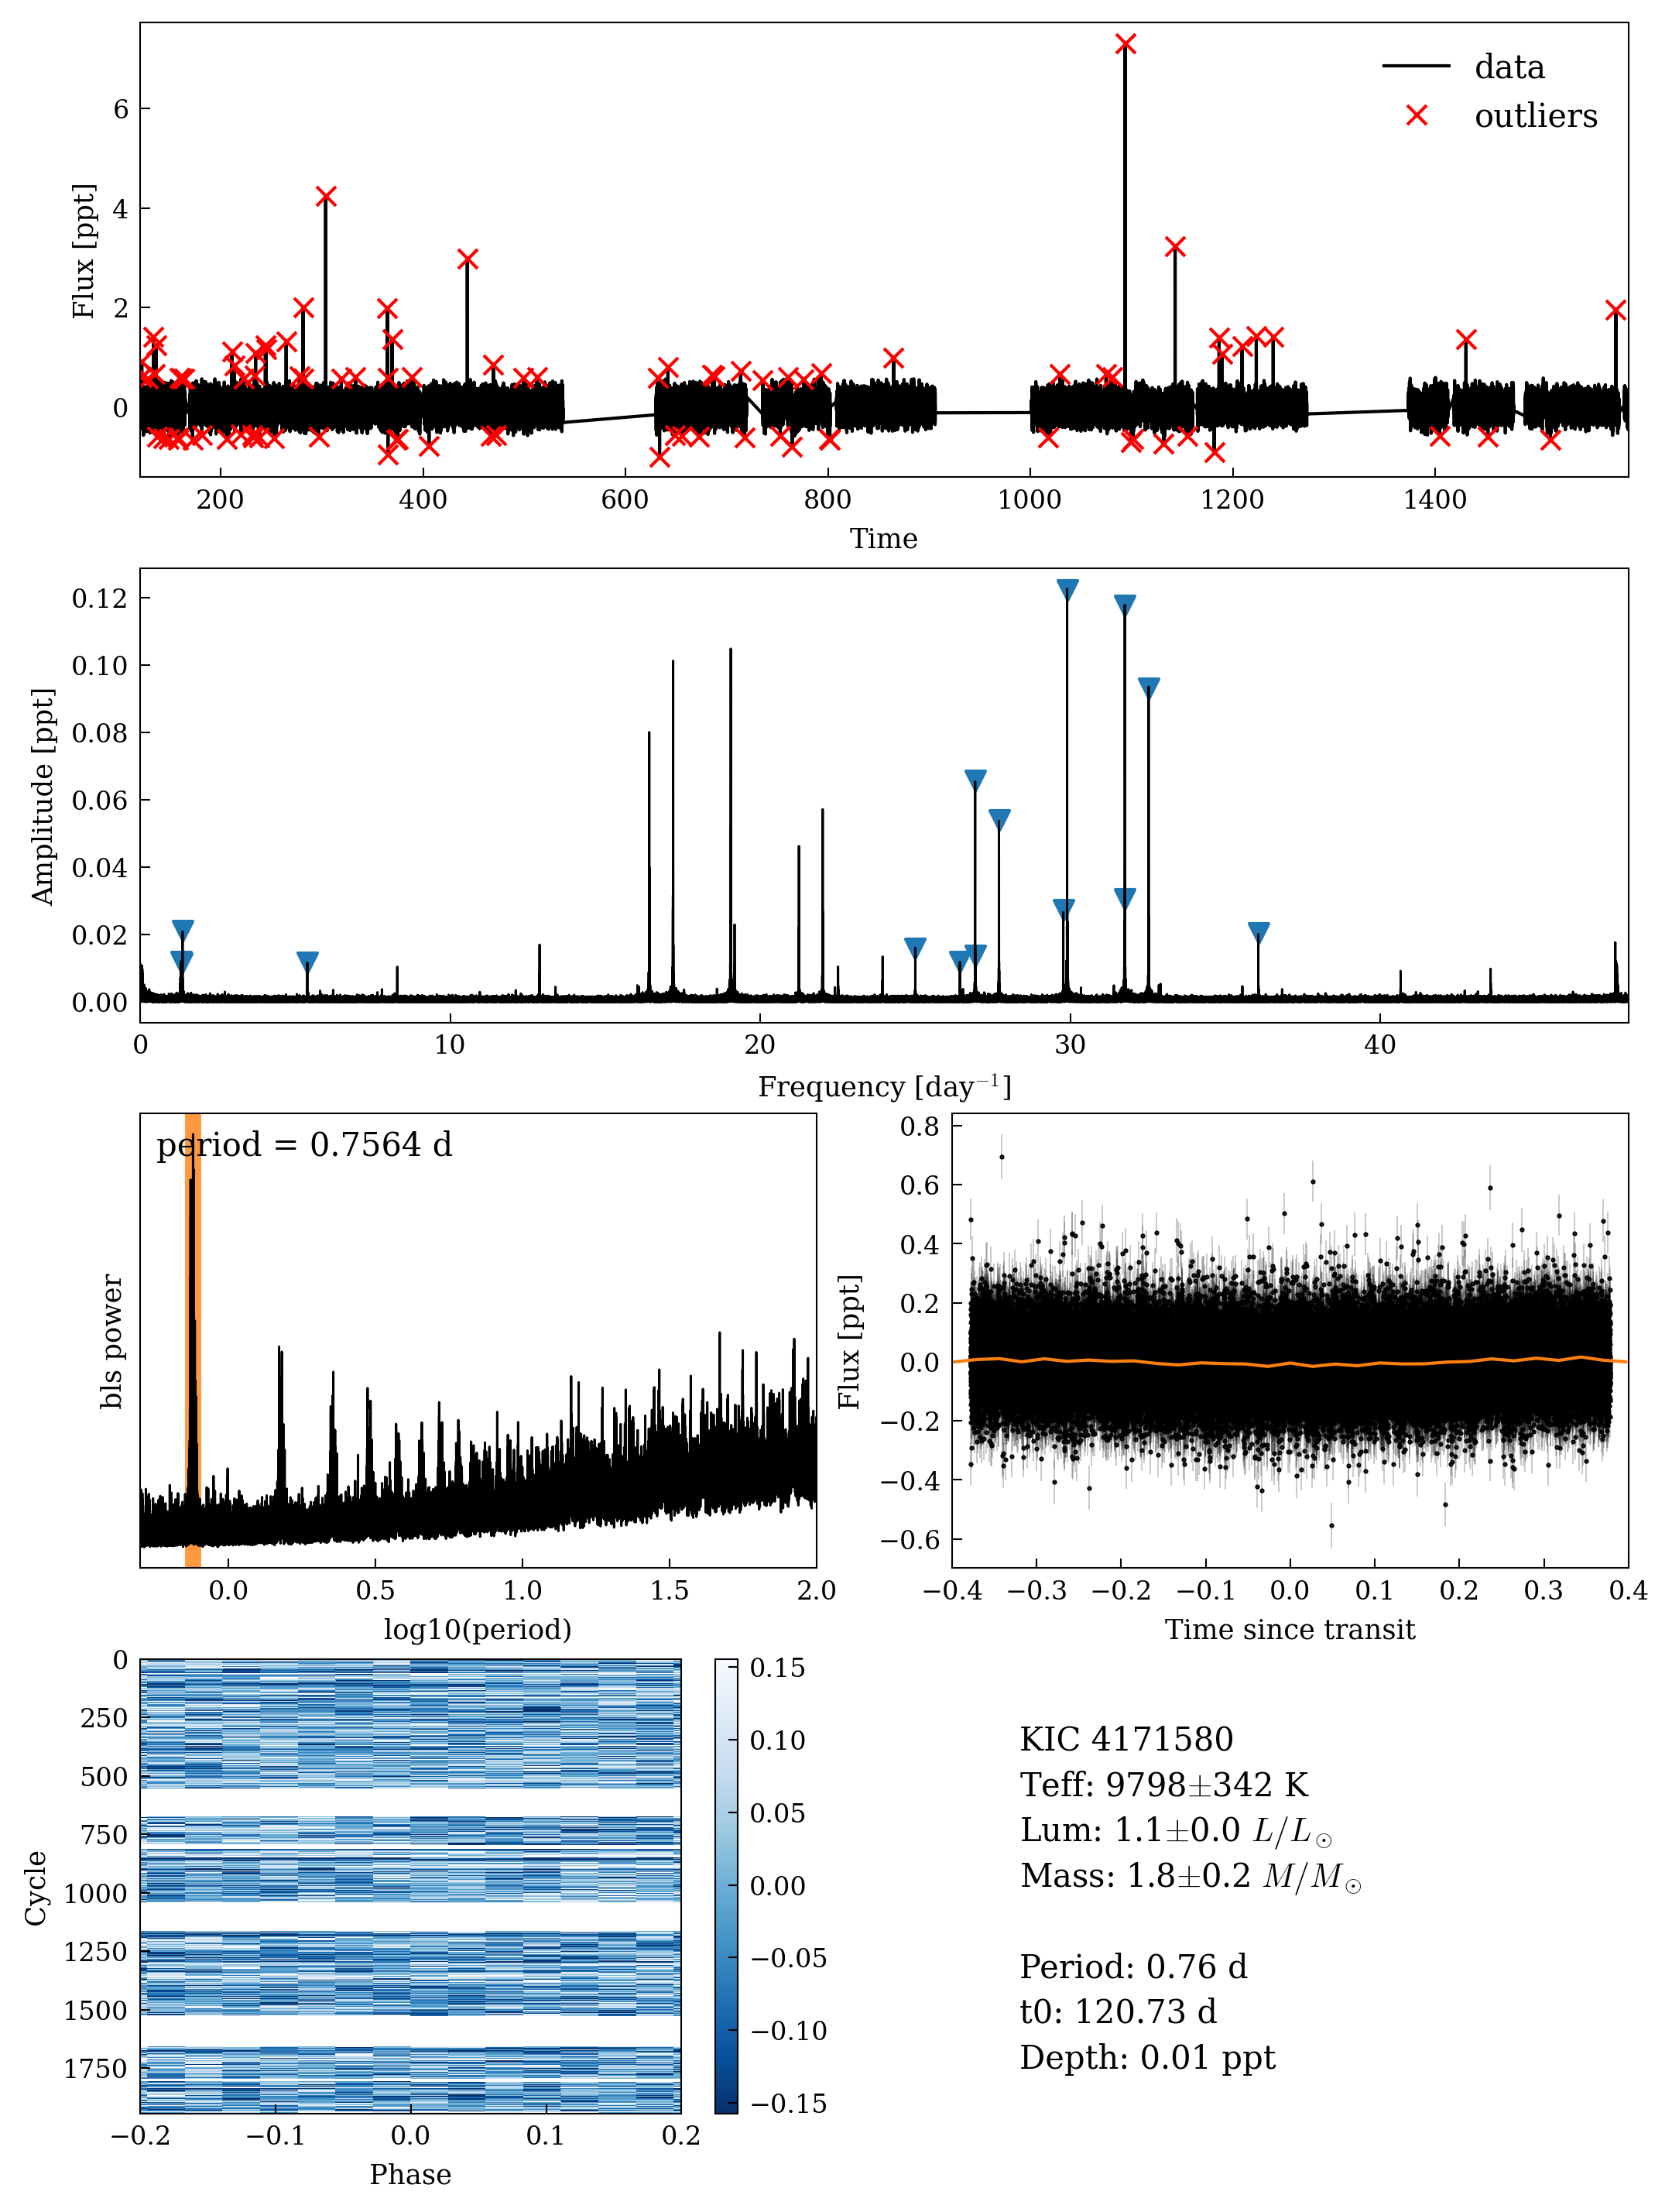 data
outliers
6
4
2
0
Flux [ppt]
200 400 600 800 1000 1200 1400
Time
0.12
0.10
0.08
0.06
0.04
0.02
0.00
Amplitude [ppt]
0 10 20 30 40
Frequency [day⁻¹]
period = 0.7564 d
bls power
0.0 0.5 1.0 1.5 2.0
log10(period)
0.8
0.6
0.4
0.2
0.0
−0.2
−0.4
−0.6
Flux [ppt]
−0.4 −0.3 −0.2 −0.1 0.0 0.1 0.2 0.3 0.4
Time since transit
0
250
500
750
1000
1250
1500
1750
Cycle
−0.2 −0.1 0.0 0.1 0.2
Phase
0.15
0.10
0.05
0.00
−0.05
−0.10
−0.15
KIC 4171580
Teff: 9798±342 K
Lum: 1.1±0.0 L/L☉
Mass: 1.8±0.2 M/M☉
Period: 0.76 d
t0: 120.73 d
Depth: 0.01 ppt